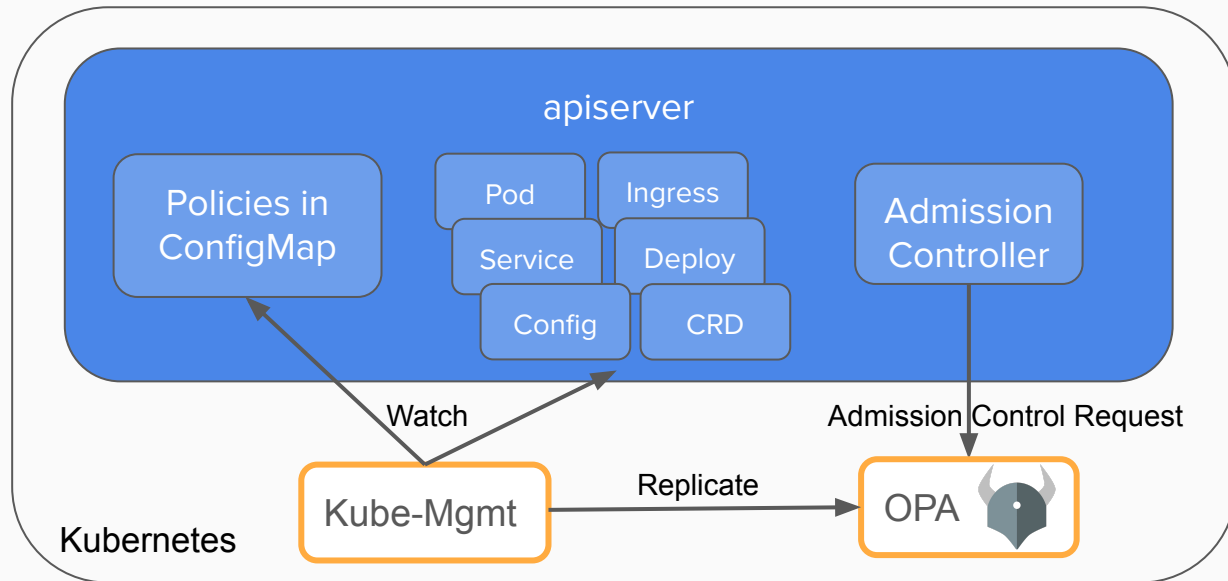 apiserver
Policies in
ConfigMap
Pod
Ingress
Service
Deploy
Config
CRD
Admission
Controller
Watch
Admission Control Request
Kube-Mgmt
Replicate
OPA
Kubernetes